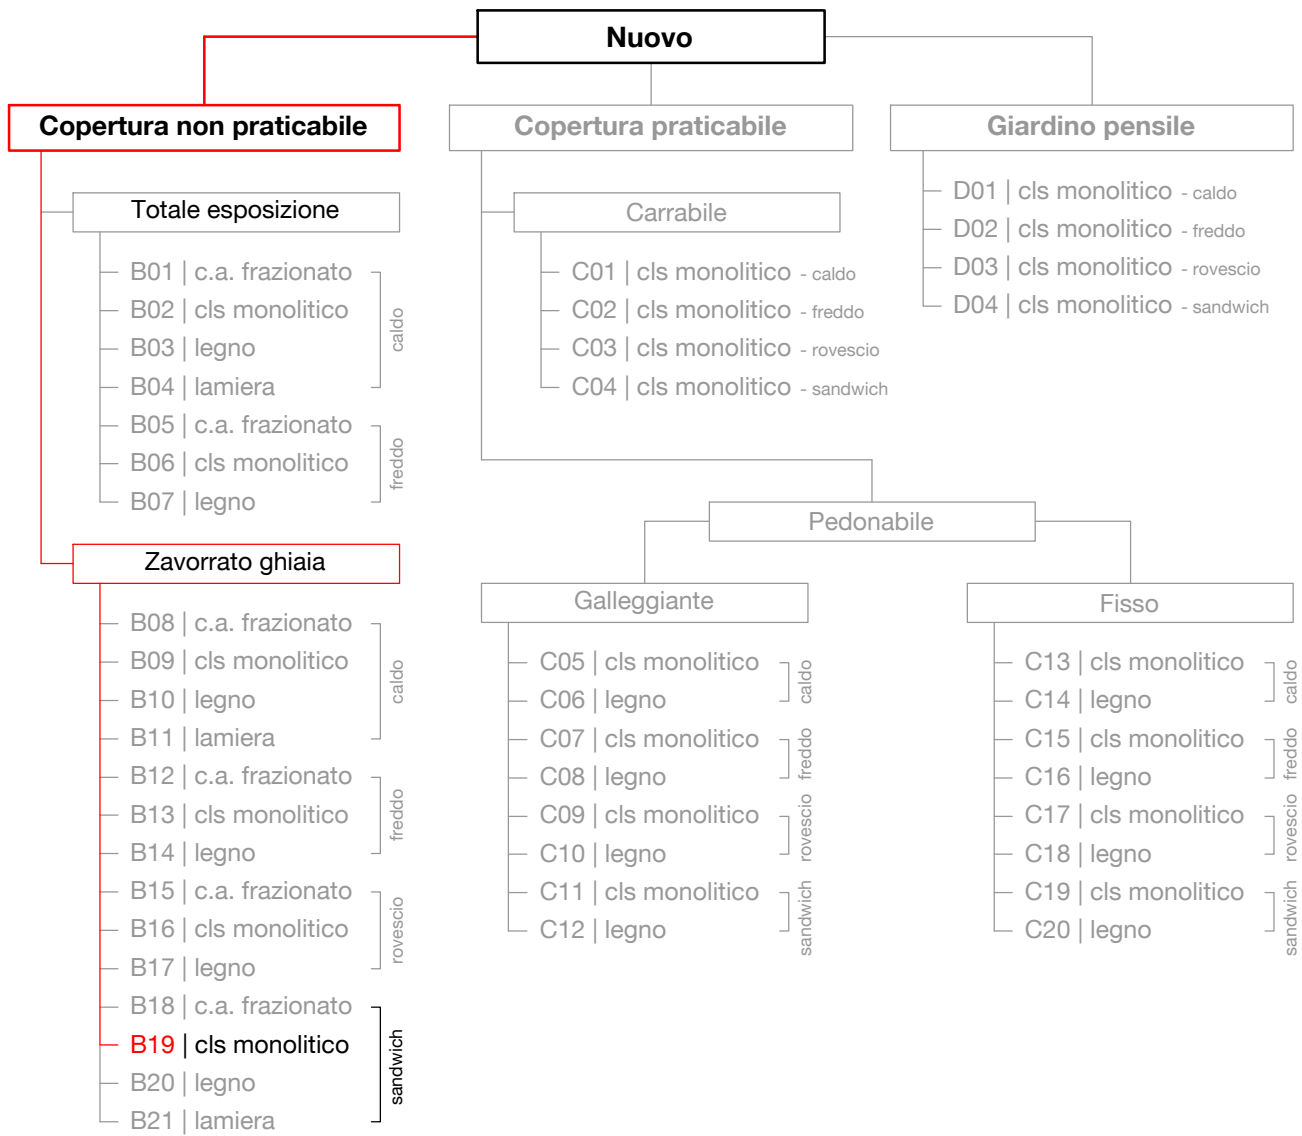 Nuovo
Copertura non praticabile
Totale esposizione
B01 | c.a. frazionato
B02 | cls monolitico
B03 | legno
B04 | lamiera
caldo
B05 | c.a. frazionato
B06 | cls monolitico
B07 | legno
freddo
Zavorrato ghiaia
B08 | c.a. frazionato
B09 | cls monolitico
B10 | legno
B11 | lamiera
caldo
B12 | c.a. frazionato
B13 | cls monolitico
B14 | legno
freddo
B15 | c.a. frazionato
B16 | cls monolitico
B17 | legno
rovescio
B18 | c.a. frazionato
B19 | cls monolitico
B20 | legno
B21 | lamiera
sandwich
Copertura praticabile
Carrabile
C01 | cls monolitico - caldo
C02 | cls monolitico - freddo
C03 | cls monolitico - rovescio
C04 | cls monolitico - sandwich
Pedonabile
Galleggiante
C05 | cls monolitico
C06 | legno
caldo
C07 | cls monolitico
C08 | legno
freddo
C09 | cls monolitico
C10 | legno
rovescio
C11 | cls monolitico
C12 | legno
sandwich
Fisso
C13 | cls monolitico
C14 | legno
caldo
C15 | cls monolitico
C16 | legno
freddo
C17 | cls monolitico
C18 | legno
rovescio
C19 | cls monolitico
C20 | legno
sandwich
Giardino pensile
D01 | cls monolitico - caldo
D02 | cls monolitico - freddo
D03 | cls monolitico - rovescio
D04 | cls monolitico - sandwich